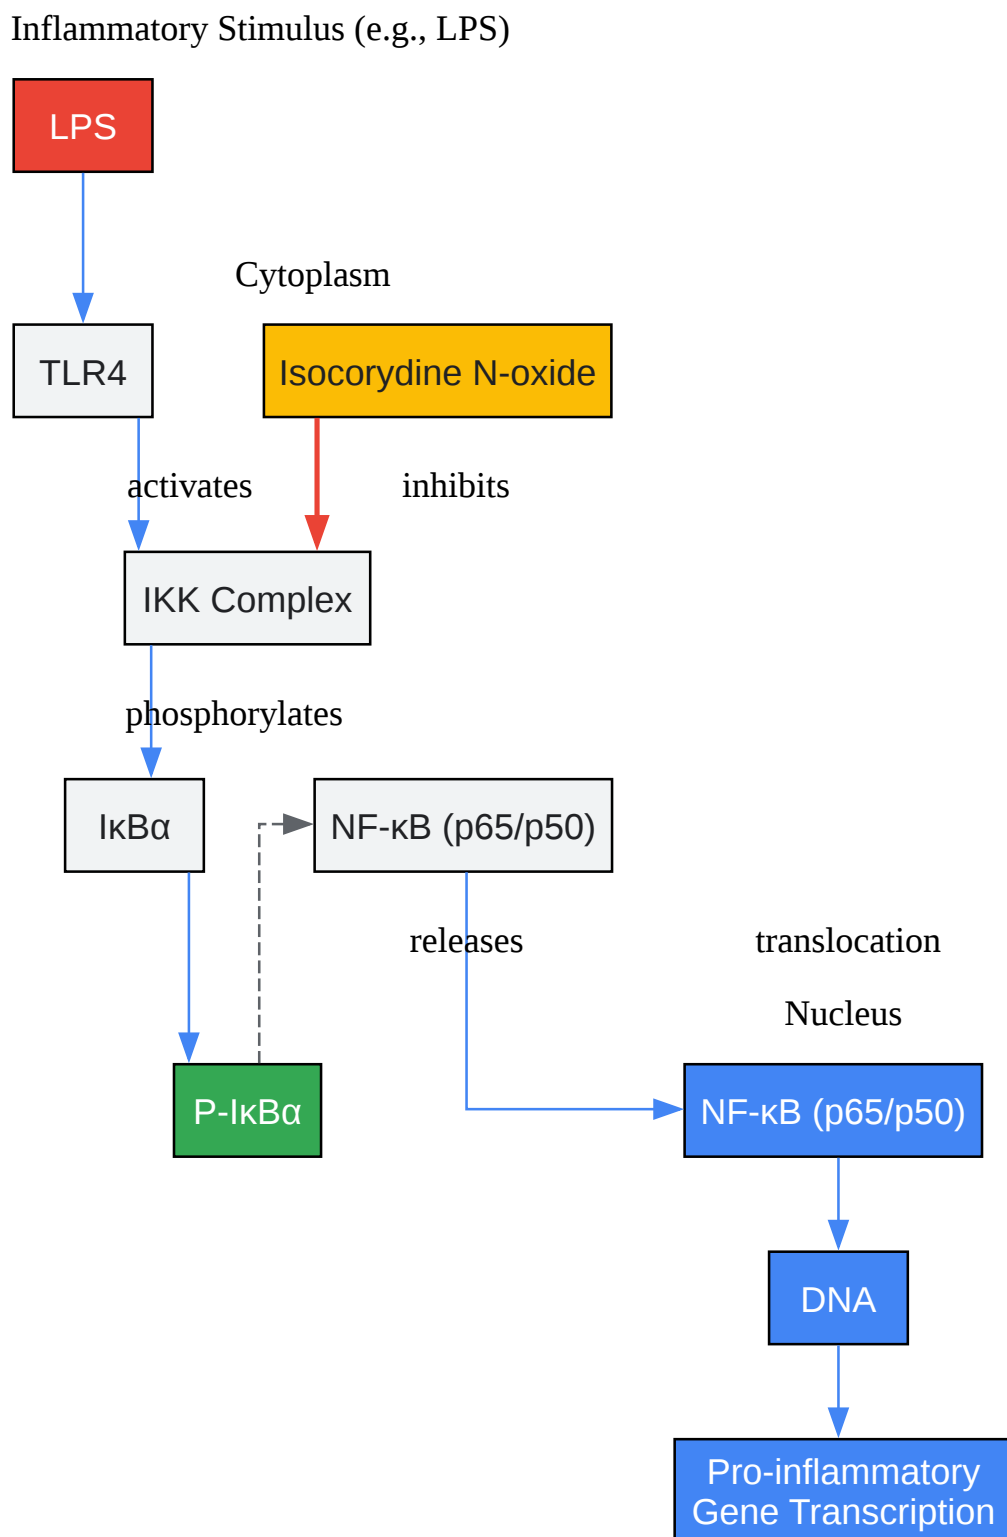 Inflammatory Stimulus (e.g., LPS)
LPS
Cytoplasm
TLR4
Isocorydine N-oxide
activates
inhibits
IKK Complex
phosphorylates
IκBα
NF-κB (p65/p50)
releases
translocation
Nucleus
P-IκBα
NF-κB (p65/p50)
DNA
Pro-inflammatory
Gene Transcription